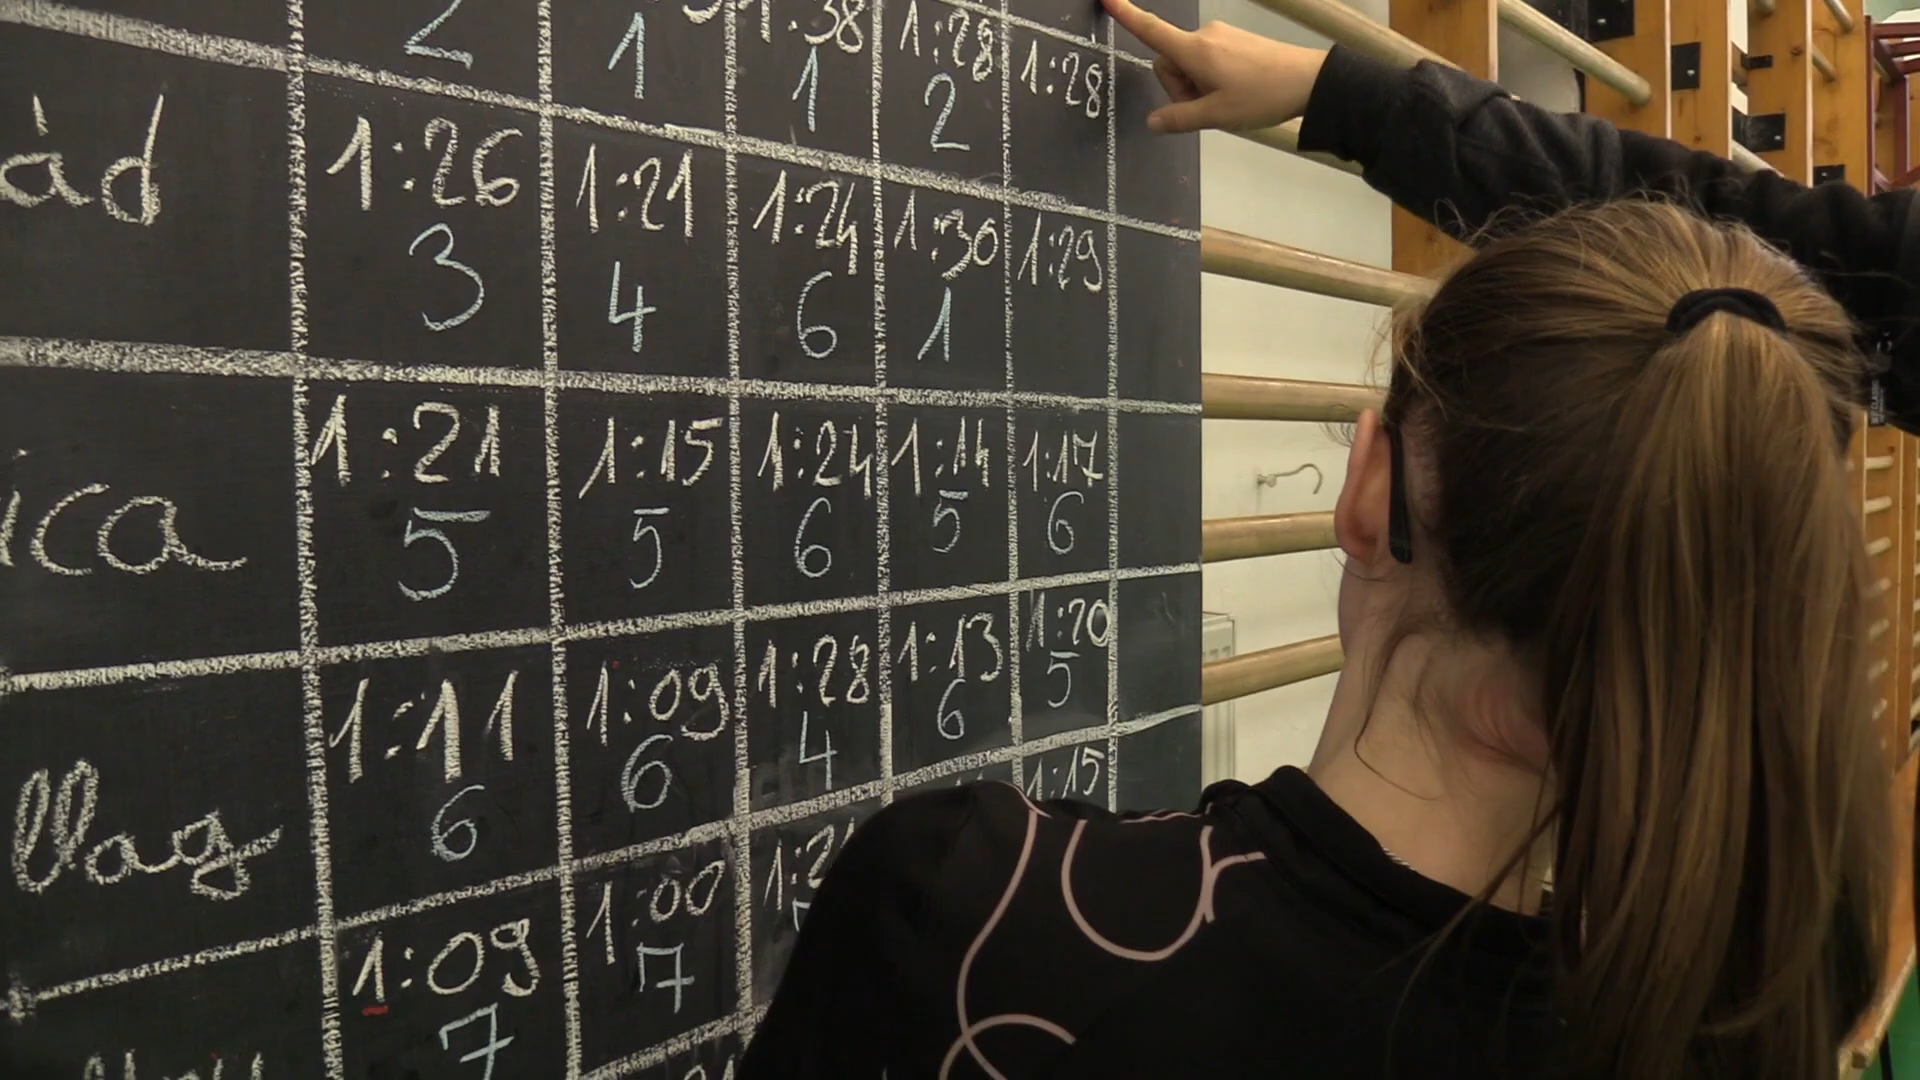 1:38 1:28 1:28
2 1 1 2
ád 1:26 1:21 1:24 1:30 1:29
3 4 6 1
ica 1:21 1:15 1:24 1:14 1:17
5 5 6 5 6
llag 1:11 1:09 1:28 1:13 1:20
6 6 4 6 5
1:09 1:00 1:15
7 7